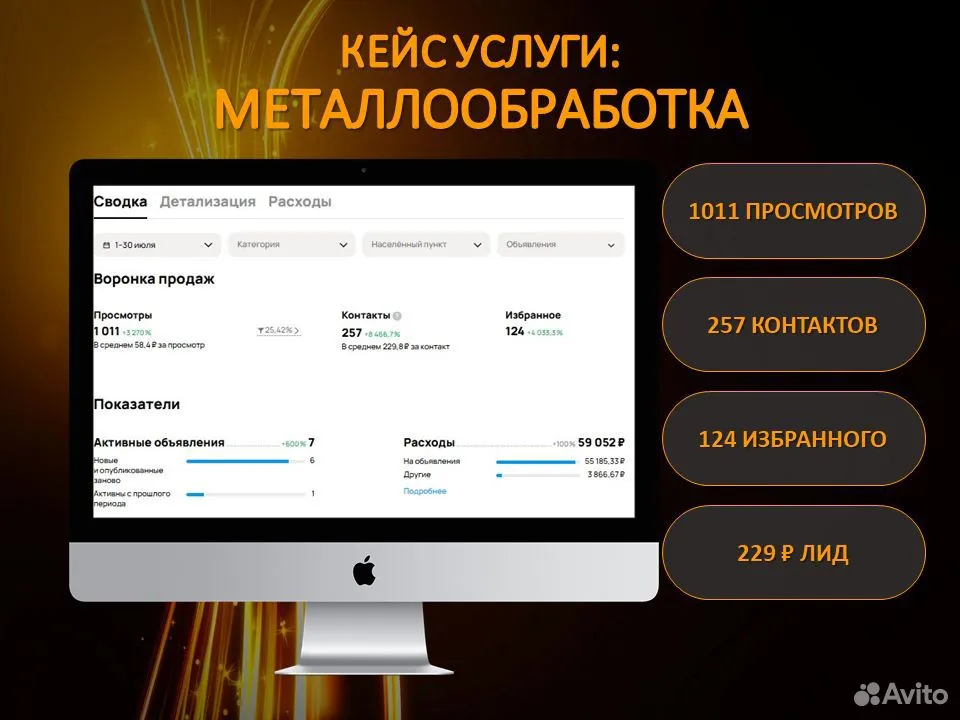 КЕЙС УСЛУГИ:
МЕТАЛЛООБРАБОТКА
Сводка Детализация Расходы
1–30 июля Категория Населённый пункт Объявления
Воронка продаж
Просмотры
1 011 +3 270%
В среднем 58,4 ₽ за просмотр
25,42%
Контакты ?
257 +8 466,7%
В среднем 229,8 ₽ за контакт
Избранное
124 +4 033,3%
Показатели
Активные объявления +600% 7
Новые
и опубликованные
заново 6
Активны с прошлого
периода 1
Расходы +100% 59 052 ₽
На объявления 55 185,33 ₽
Другие 3 866,67 ₽
Подробнее
1011 ПРОСМОТРОВ
257 КОНТАКТОВ
124 ИЗБРАННОГО
229 ₽ ЛИД
Avito